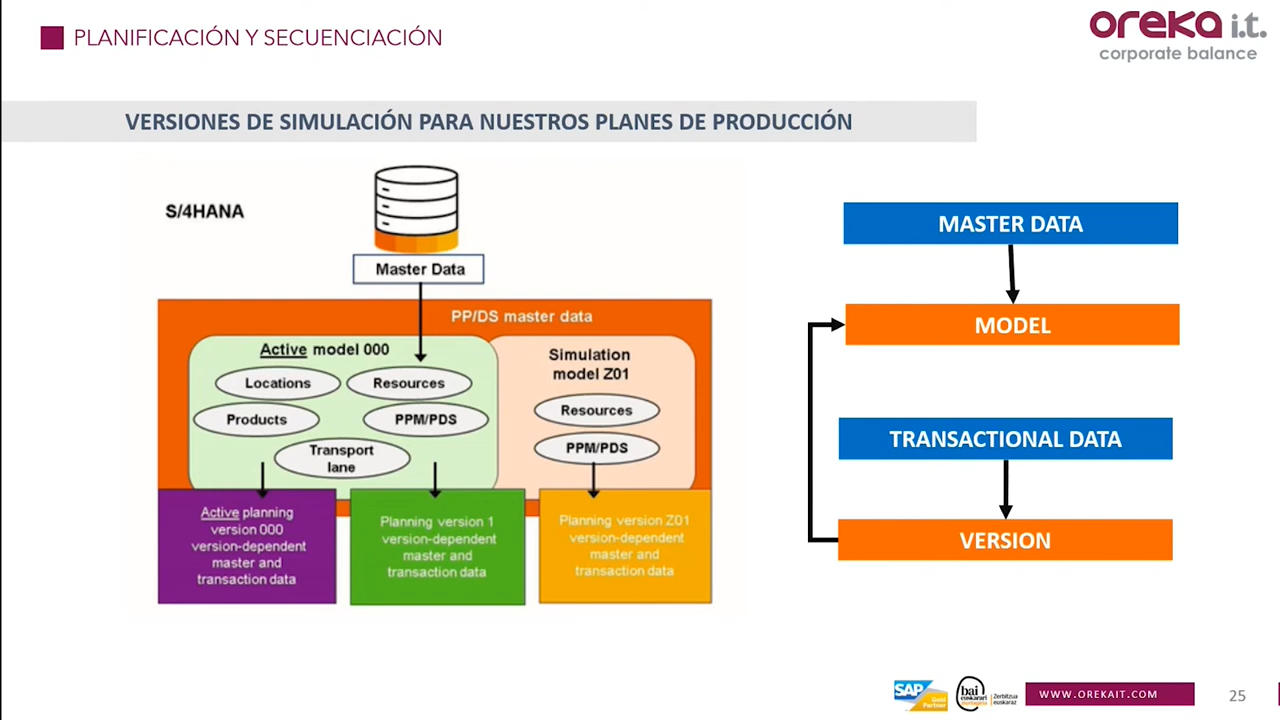 PLANIFICACIÓN Y SECUENCIACIÓN
oreka i.t.
corporate balance
VERSIONES DE SIMULACIÓN PARA NUESTROS PLANES DE PRODUCCIÓN
S/4HANA
Master Data
PP/DS master data
Active model 000
Locations
Resources
Products
PPM/PDS
Transport
lane
Simulation
model Z01
Resources
PPM/PDS
Active planning
version 000
version-dependent
master and
transaction data
Planning version 1
version-dependent
master and
transaction data
Planning version Z01
version-dependent
master and
transaction data
MASTER DATA
MODEL
TRANSACTIONAL DATA
VERSION
SAP
Gold
Partner
bai
euskarari
Zerbitzua
euskaraz
WWW.OREKAIT.COM
25